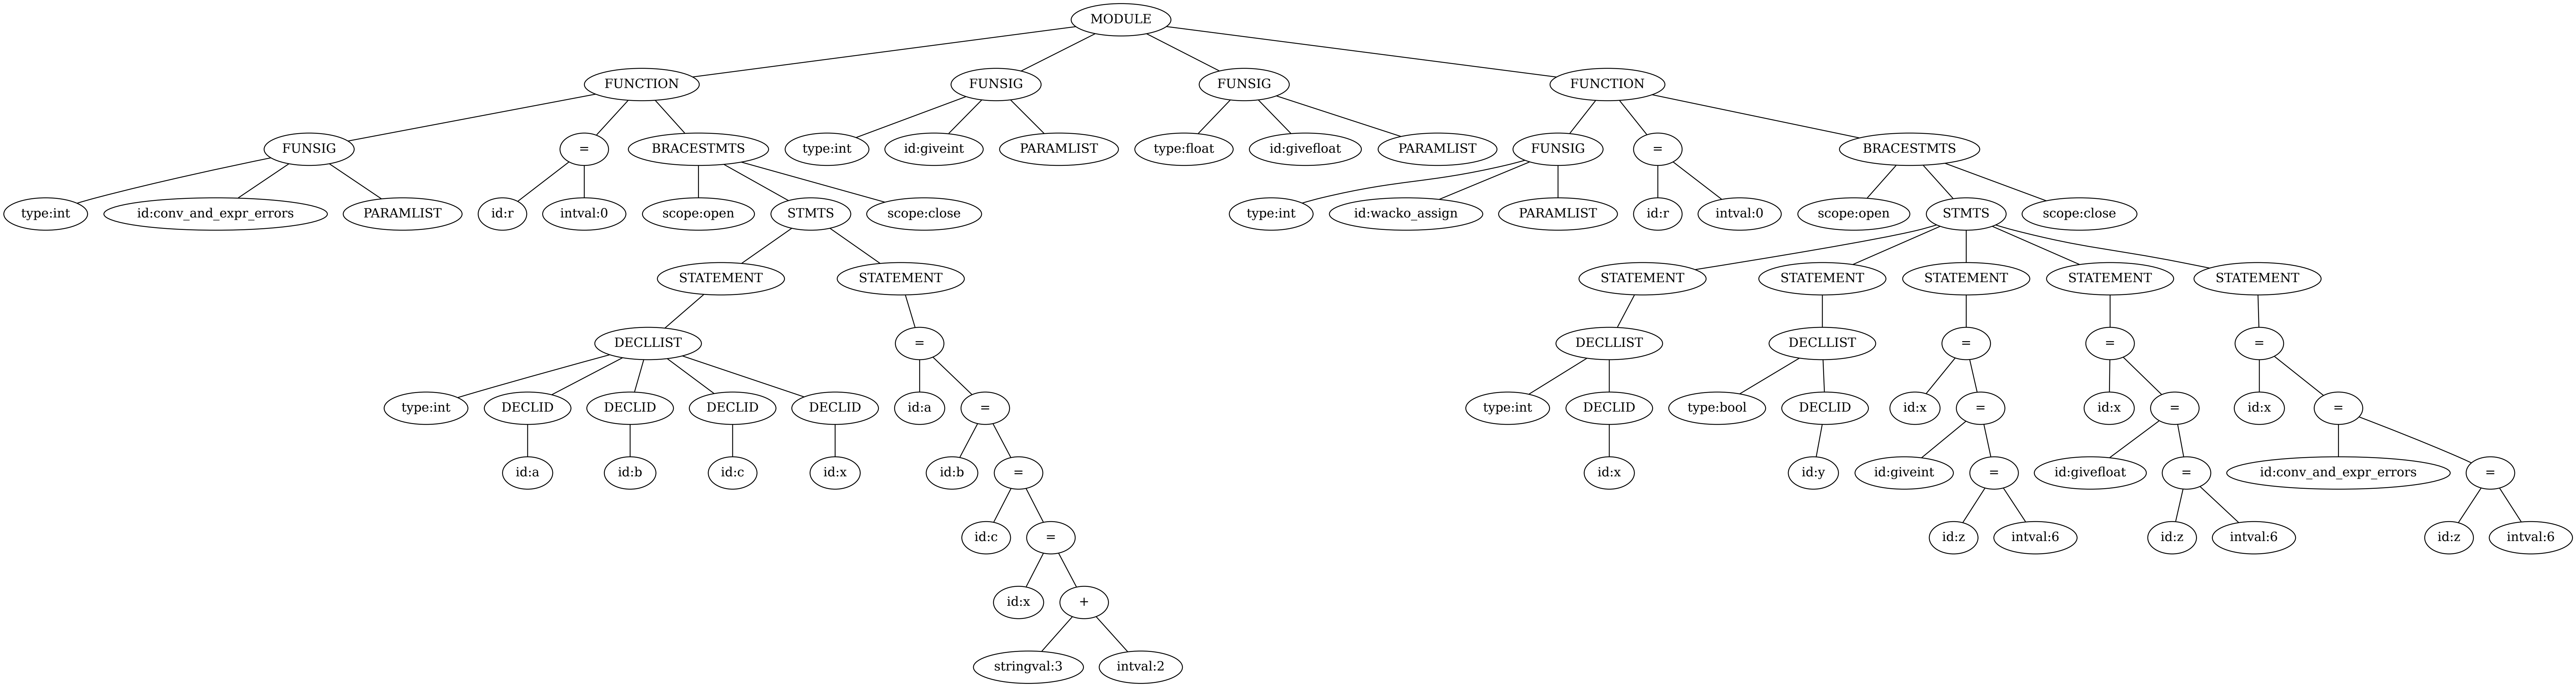 MODULE
FUNCTION FUNSIG FUNSIG FUNCTION
FUNSIG = BRACESTMTS type:int id:giveint PARAMLIST type:float id:givefloat PARAMLIST FUNSIG = BRACESTMTS
type:int id:conv_and_expr_errors PARAMLIST id:r intval:0 scope:open STMTS scope:close type:int id:wacko_assign PARAMLIST id:r intval:0 scope:open STMTS scope:close
STATEMENT STATEMENT STATEMENT STATEMENT STATEMENT STATEMENT STATEMENT
DECLLIST = DECLLIST DECLLIST = = =
type:int DECLID DECLID DECLID DECLID id:a = type:int DECLID type:bool DECLID id:x = id:x = id:x =
id:a id:b id:c id:x id:b = id:x id:y id:giveint = id:givefloat = id:conv_and_expr_errors =
id:c = id:z intval:6 id:z intval:6 id:z intval:6
id:x +
stringval:3 intval:2